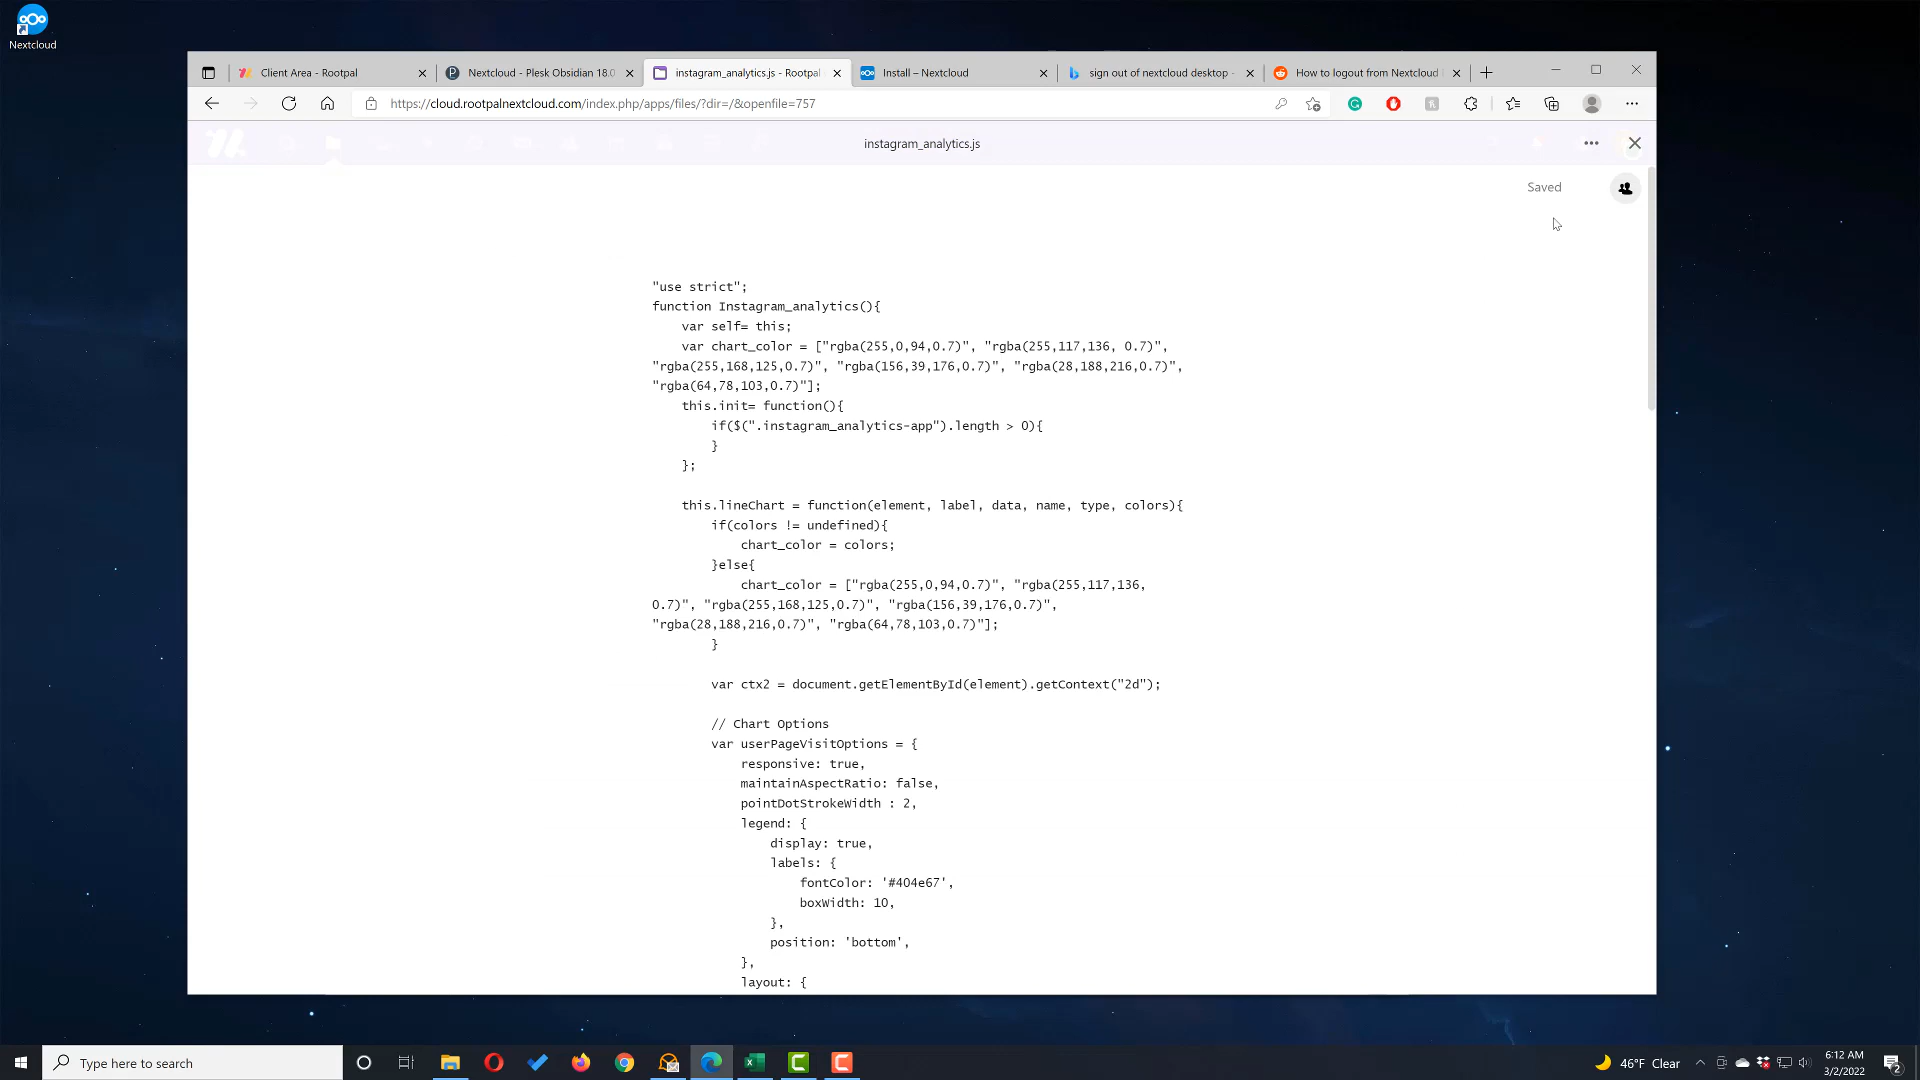 Nextcloud
Client Area - Rootpal
Nextcloud - Plesk Obsidian 18.0
instagram_analytics.js - Rootpal
Install – Nextcloud
sign out of nextcloud desktop -
How to logout from Nextcloud
https://cloud.rootpalnextcloud.com/index.php/apps/files/?dir=/&openfile=757
instagram_analytics.js
Saved
"use strict";
function Instagram_analytics(){
    var self= this;
    var chart_color = ["rgba(255,0,94,0.7)", "rgba(255,117,136, 0.7)",
"rgba(255,168,125,0.7)", "rgba(156,39,176,0.7)", "rgba(28,188,216,0.7)",
"rgba(64,78,103,0.7)"];
    this.init= function(){
        if($(".instagram_analytics-app").length > 0){
        }
    };
    this.lineChart = function(element, label, data, name, type, colors){
        if(colors != undefined){
            chart_color = colors;
        }else{
            chart_color = ["rgba(255,0,94,0.7)", "rgba(255,117,136,
0.7)", "rgba(255,168,125,0.7)", "rgba(156,39,176,0.7)",
"rgba(28,188,216,0.7)", "rgba(64,78,103,0.7)"];
        }
        var ctx2 = document.getElementById(element).getContext("2d");
        // Chart Options
        var userPageVisitOptions = {
            responsive: true,
            maintainAspectRatio: false,
            pointDotStrokeWidth : 2,
            legend: {
                display: true,
                labels: {
                    fontColor: '#404e67',
                    boxWidth: 10,
                },
                position: 'bottom',
            },
            layout: {
Type here to search
46°F Clear
6:12 AM
3/2/2022
2